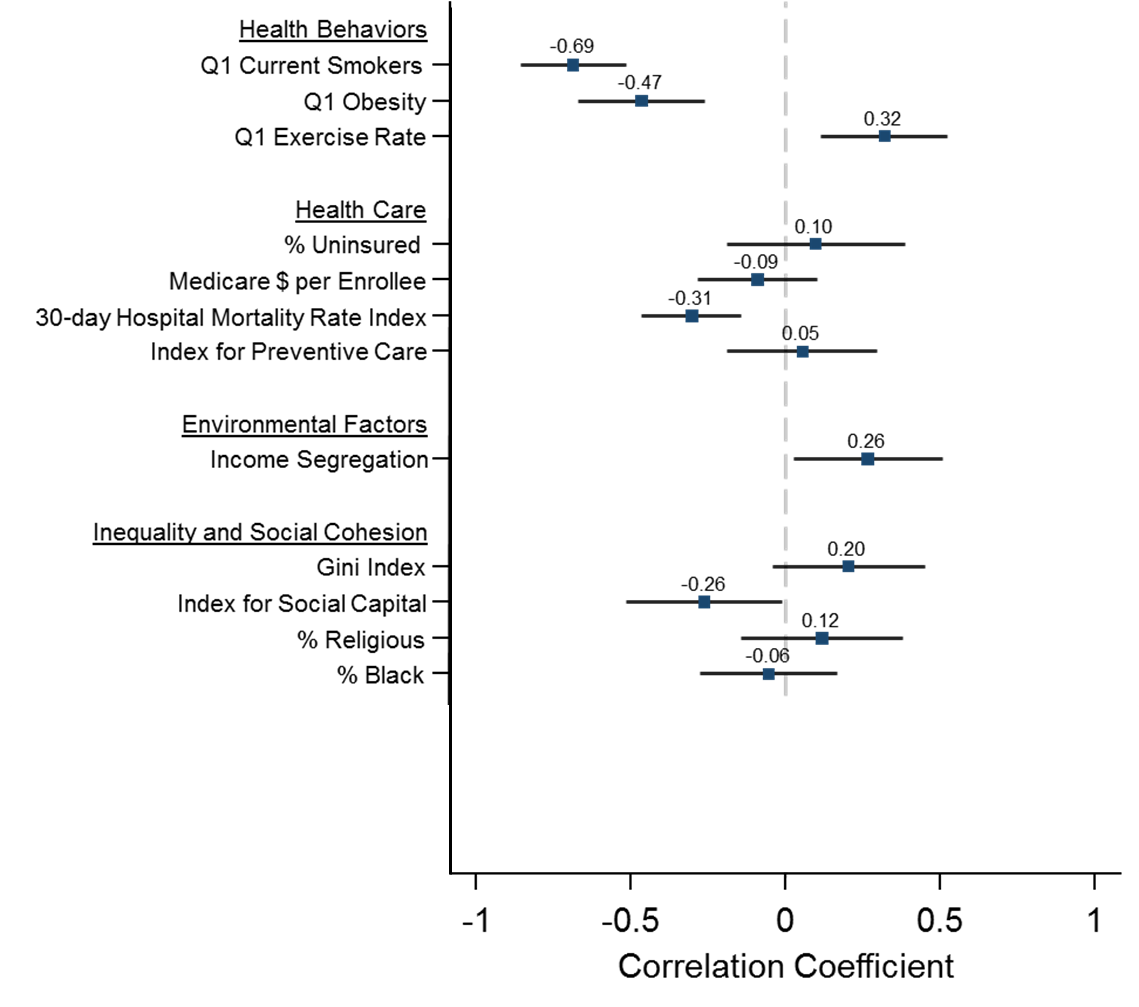 Health Behaviors
-0.69
Q1 Current Smokers
-0.47
Q1 Obesity
0.32
Q1 Exercise Rate
Health Care
0.10
% Uninsured
-0.09
Medicare $ per Enrollee
-0.31
30-day Hospital Mortality Rate Index
0.05
Index for Preventive Care
Environmental Factors
0.26
Income Segregation
Inequality and Social Cohesion
0.20
Gini Index
-0.26
Index for Social Capital
0.12
% Religious
-0.06
% Black
-1 -0.5 0 0.5 1
Correlation Coefficient